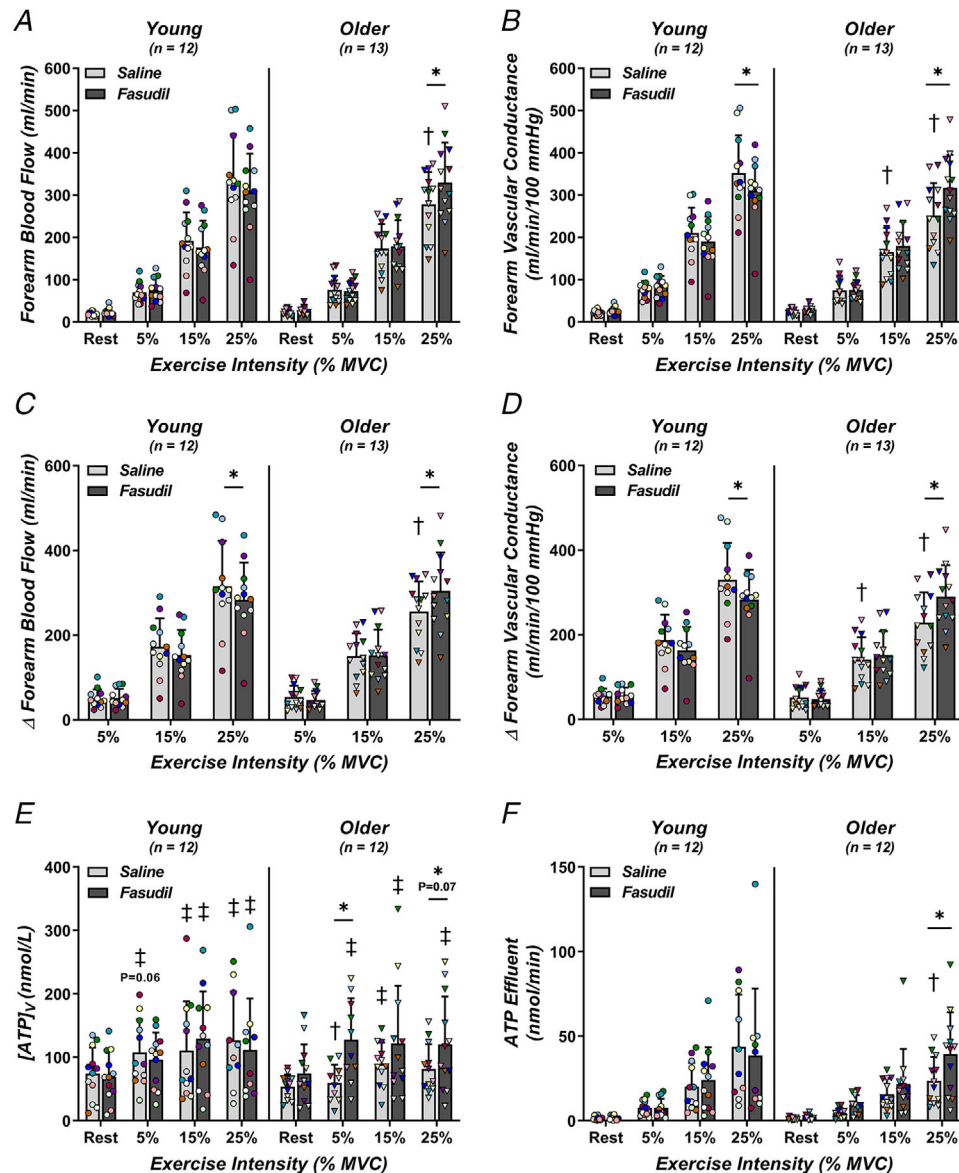 A
Young
(n = 12)
Older
(n = 13)
Saline
Fasudil
*
†
Forearm Blood Flow (ml/min)
600
500
400
300
200
100
0
Rest 5% 15% 25% Rest 5% 15% 25%
Exercise Intensity (% MVC)
B
Young
(n = 12)
Older
(n = 13)
Saline
Fasudil
* *
† †
Forearm Vascular Conductance
(ml/min/100 mmHg)
600
500
400
300
200
100
0
Rest 5% 15% 25% Rest 5% 15% 25%
Exercise Intensity (% MVC)
C
Young
(n = 12)
Older
(n = 13)
Saline
Fasudil
* *
†
Δ Forearm Blood Flow (ml/min)
600
400
200
0
5% 15% 25% 5% 15% 25%
Exercise Intensity (% MVC)
D
Young
(n = 12)
Older
(n = 13)
Saline
Fasudil
* *
† †
Δ Forearm Vascular Conductance
(ml/min/100 mmHg)
600
400
200
0
5% 15% 25% 5% 15% 25%
Exercise Intensity (% MVC)
E
Young
(n = 12)
Older
(n = 12)
Saline
Fasudil
‡
P=0.06
‡ ‡ ‡ ‡
†
*
‡
‡ ‡
*
P=0.07
‡
[ATP]V (nmol/L)
400
300
200
100
0
Rest 5% 15% 25% Rest 5% 15% 25%
Exercise Intensity (% MVC)
F
Young
(n = 12)
Older
(n = 12)
Saline
Fasudil
*
†
ATP Effluent
(nmol/min)
150
100
50
0
Rest 5% 15% 25% Rest 5% 15% 25%
Exercise Intensity (% MVC)